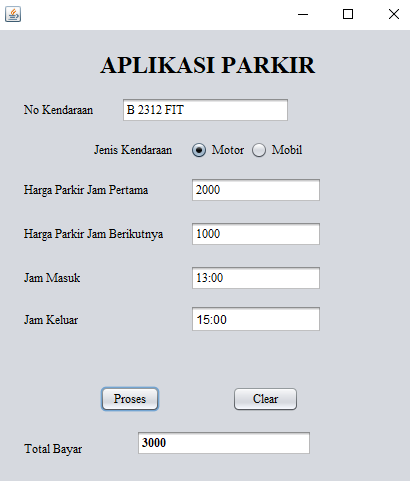 APLIKASI PARKIR
No Kendaraan B 2312 FIT
Jenis Kendaraan Motor Mobil
Harga Parkir Jam Pertama 2000
Harga Parkir Jam Berikutnya 1000
Jam Masuk 13:00
Jam Keluar 15:00
Proses Clear
Total Bayar 3000